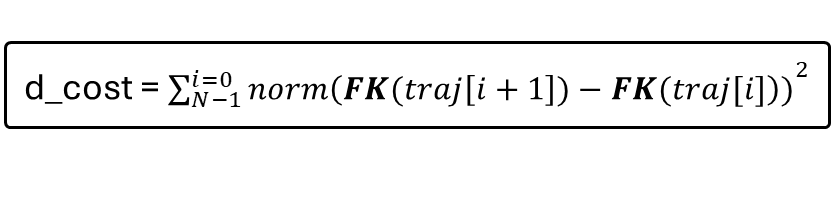 d_cost = ∑_{N−1}^{i=0} norm(FK(traj[i + 1]) − FK(traj[i]))²